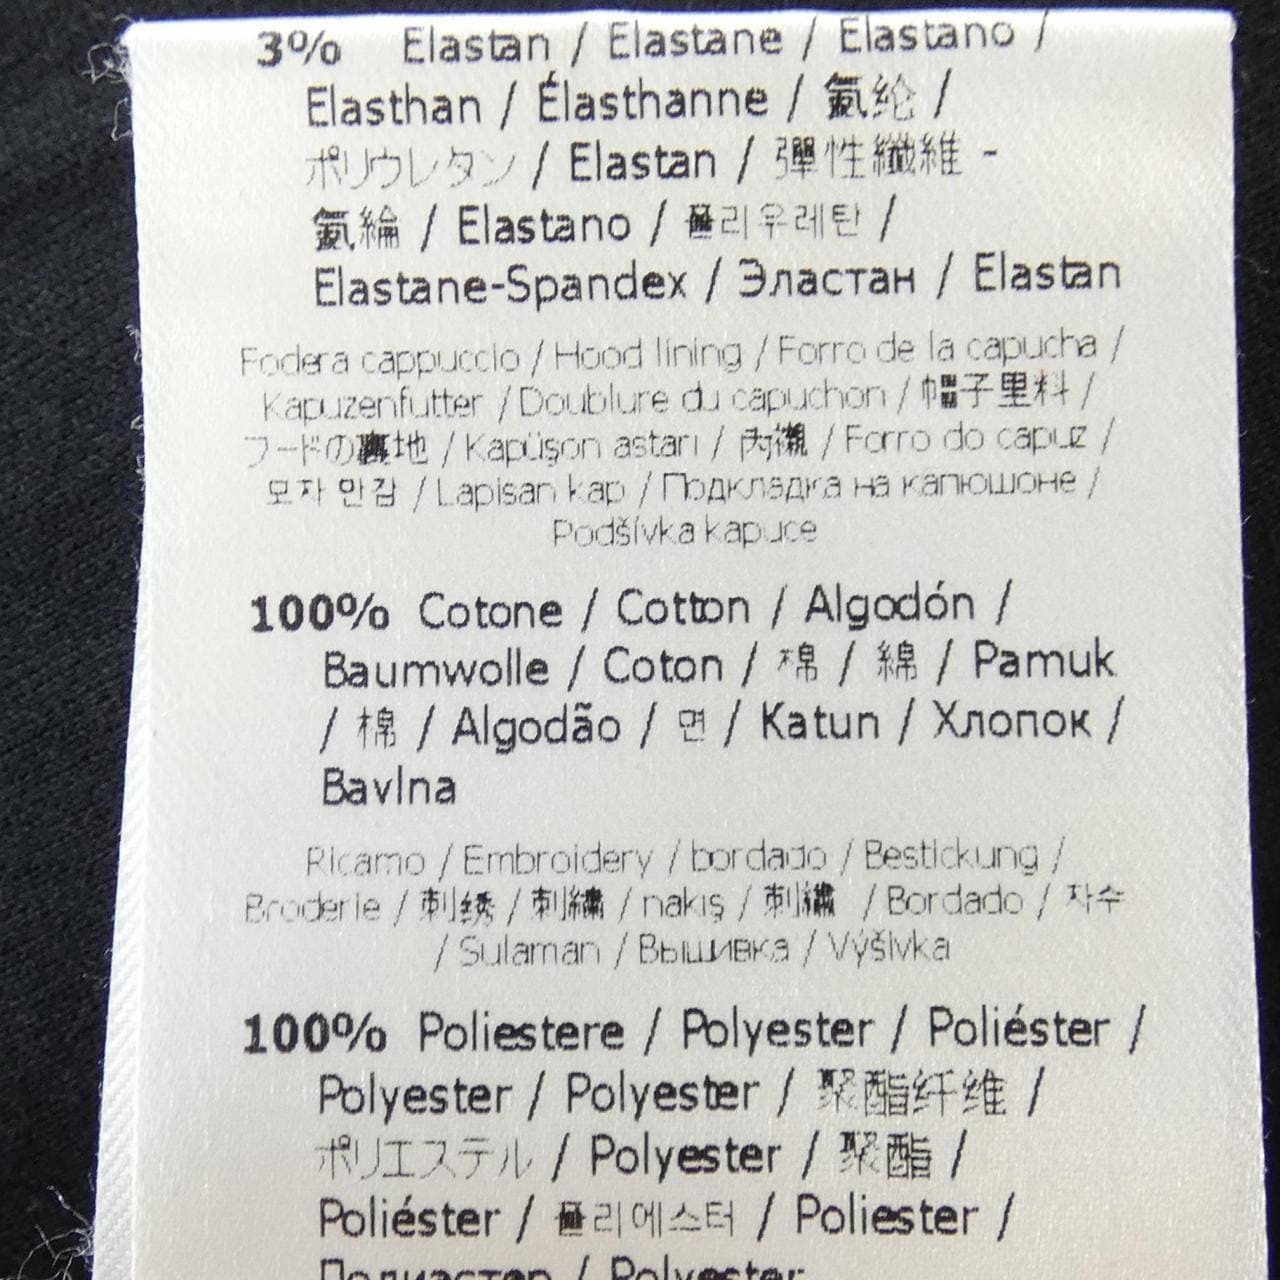 3% Elastan / Elastane / Elastano /
Elasthan / Élasthanne / 氨纶 /
ポリウレタン / Elastan / 彈性纖維 -
氨綸 / Elastano / 폴리우레탄 /
Elastane-Spandex / Эластан / Elastan
Fodera cappuccio / Hood lining / Forro de la capucha /
Kapuzenfutter / Doublure du capuchon / 帽子里料 /
フードの裏地 / Kapüşon astarı / 內襯 / Forro do capuz /
모자 안감 / Lapisan kap / Подкладка на капюшоне /
Podšívka kapuce
100% Cotone / Cotton / Algodón /
Baumwolle / Coton / 棉 / 綿 / Pamuk
/ 棉 / Algodão / 면 / Katun / Хлопок /
Bavlna
Ricamo / Embroidery / bordado / Bestickung /
Broderie / 刺绣 / 刺繍 / nakış / 刺繡 / Bordado / 자수
/ Sulaman / Вышивка / Výšivka
100% Poliestere / Polyester / Poliéster /
Polyester / Polyester / 聚酯纤维 /
ポリエステル / Polyester / 聚酯 /
Poliéster / 폴리에스터 / Poliester /
Полиэстер / Polyester